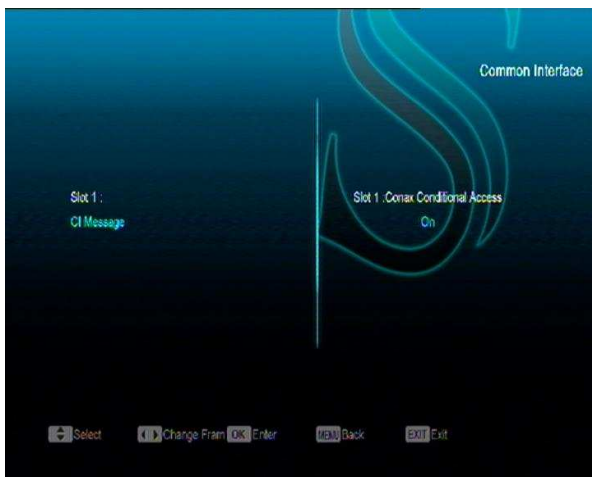 Common Interface
Slot 1 :
Slot 1 :Conax Conditional Access
CI Message
On
Select Change Fram OK Enter MENU Back EXIT Exit